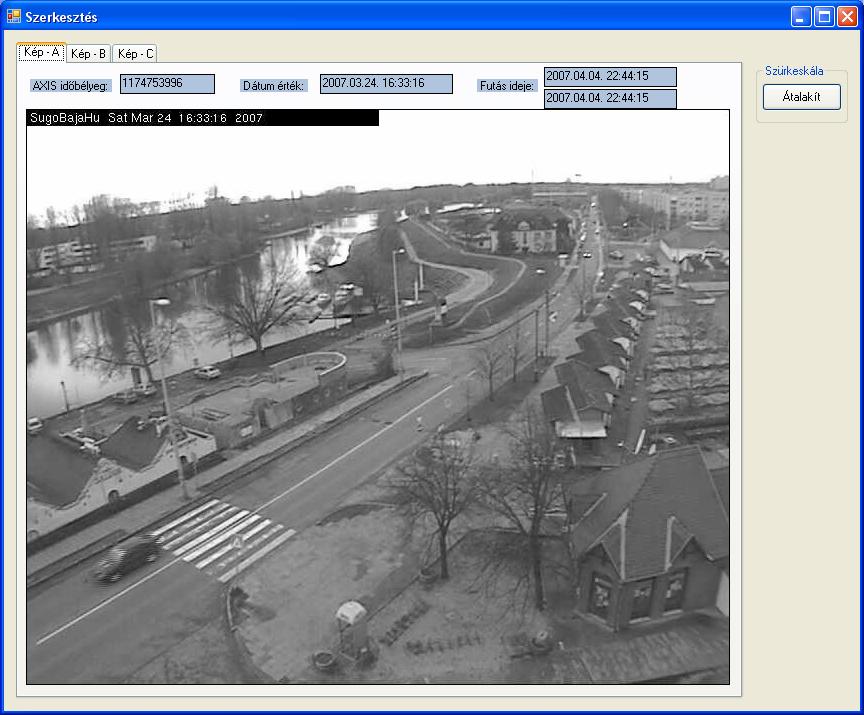 Szerkesztés
Kép - A
Kép - B
Kép - C
AXIS időbélyeg:
1174753996
Dátum érték:
2007.03.24. 16:33:16
Futás ideje:
2007.04.04. 22:44:15
2007.04.04. 22:44:15
Szürkeskála
Átalakít
SugoBajaHu Sat Mar 24 16:33:16 2007